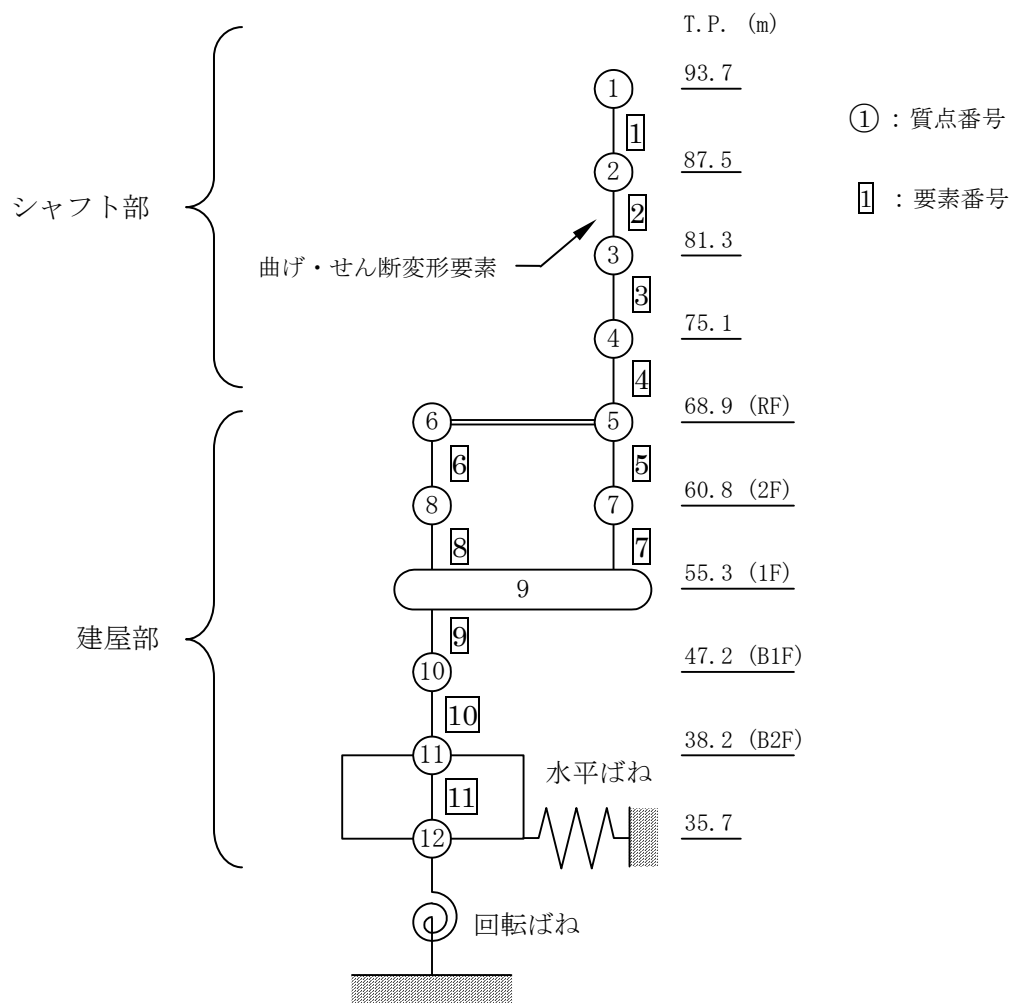 T.P. (m)
93.7
① : 質点番号
1 : 要素番号
シャフト部
曲げ・せん断変形要素
1
1
87.5
2
2
81.3
3
3
75.1
4
4
68.9 (RF)
6
5
6
5
60.8 (2F)
8
7
8
7
55.3 (1F)
9
建屋部
9
47.2 (B1F)
10
10
38.2 (B2F)
11
水平ばね
11
35.7
12
回転ばね